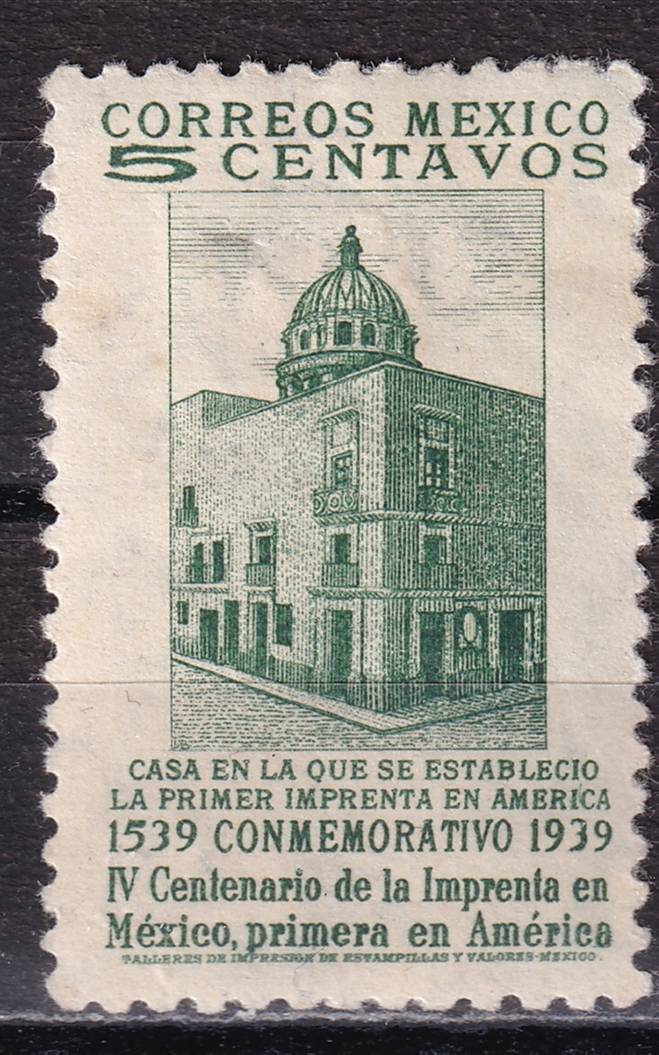 CORREOS MEXICO
5 CENTAVOS
CASA EN LA QUE SE ESTABLECIO
LA PRIMER IMPRENTA EN AMERICA
1539 CONMEMORATIVO 1939
IV Centenario de la Imprenta en
México, primera en América
TALLERES DE IMPRESION DE ESTAMPILLAS Y VALORES-MEXICO.